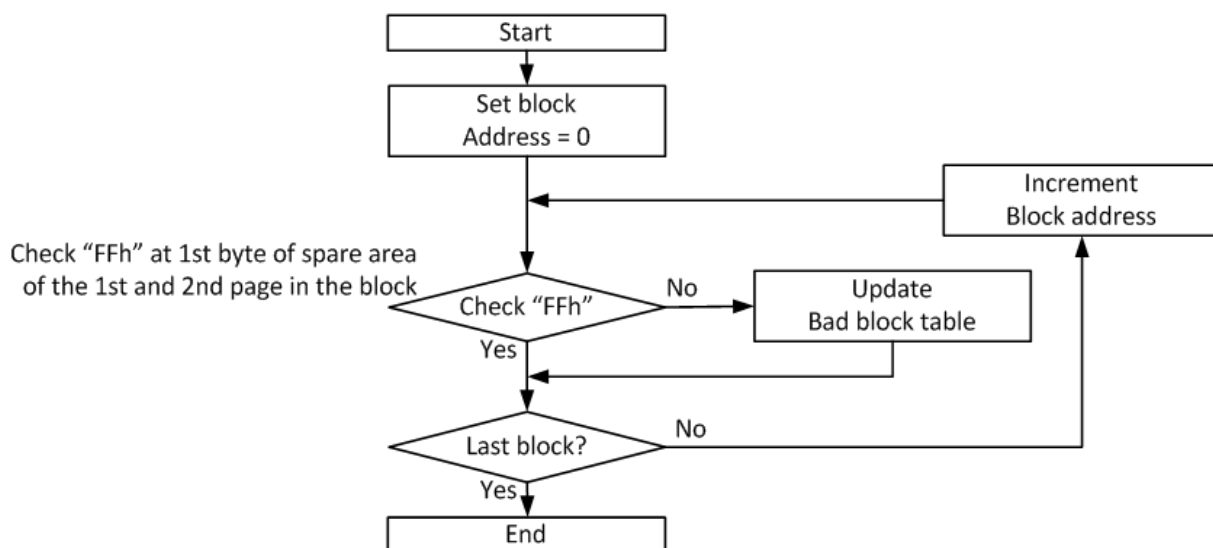 Start
Set block
Address = 0
Increment
Block address
Check “FFh” at 1st byte of spare area
of the 1st and 2nd page in the block
Check “FFh”
No
Update
Bad block table
Yes
Last block?
No
Yes
End